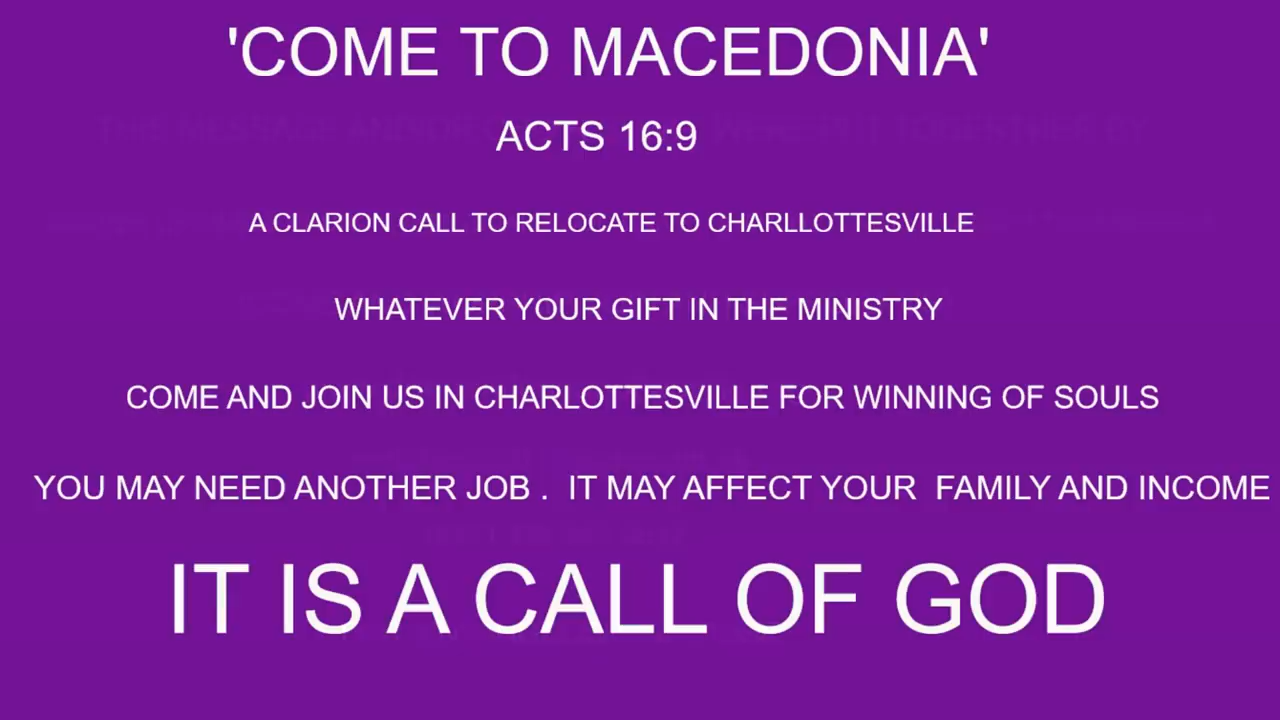 'COME TO MACEDONIA'
ACTS 16:9
A CLARION CALL TO RELOCATE TO CHARLLOTTESVILLE
WHATEVER YOUR GIFT IN THE MINISTRY
COME AND JOIN US IN CHARLOTTESVILLE FOR WINNING OF SOULS
YOU MAY NEED ANOTHER JOB .  IT MAY AFFECT YOUR  FAMILY AND INCOME
IT IS A CALL OF GOD